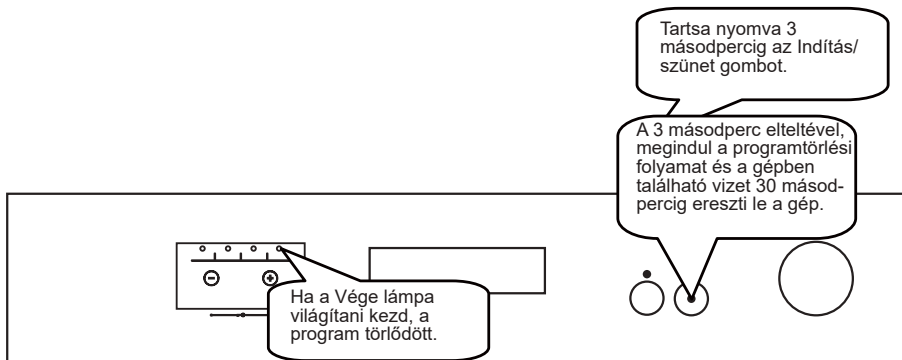 Tartsa nyomva 3
másodpercig az Indítás/
szünet gombot.
A 3 másodperc elteltével,
megindul a programtörlési
folyamat és a gépben
található vizet 30 másod-
percig ereszti le a gép.
Ha a Vége lámpa
világítani kezd, a
program törlődött.